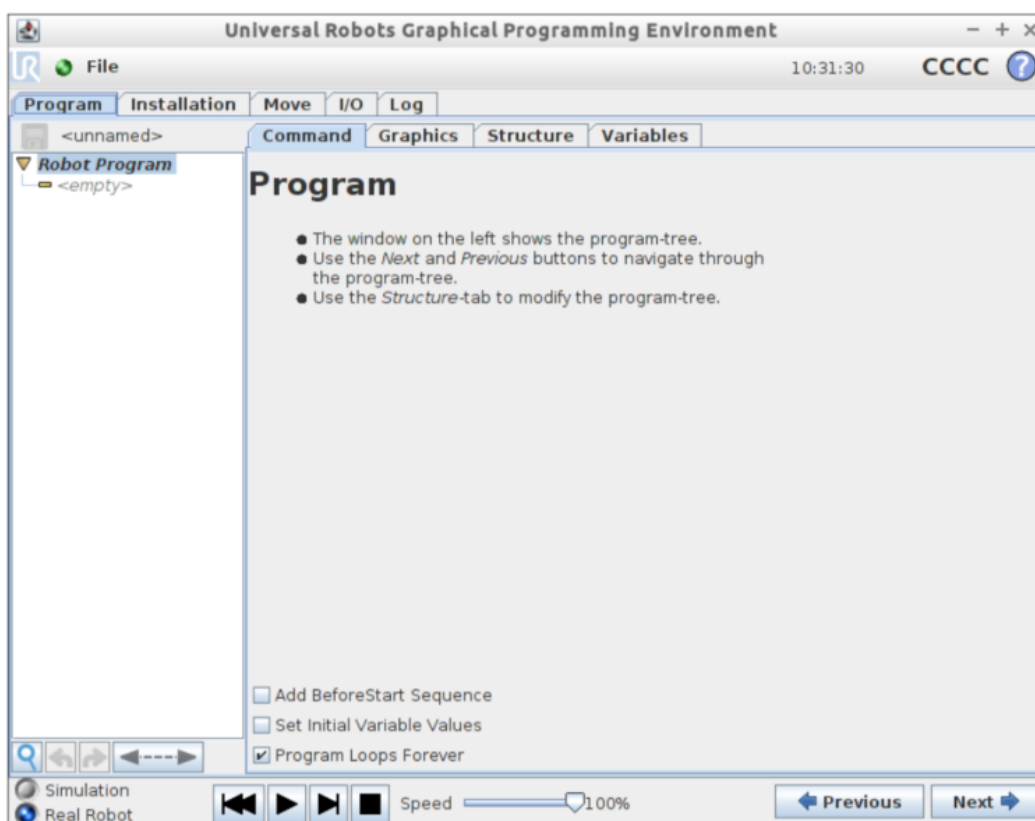 Universal Robots Graphical Programming Environment
File
10:31:30
CCCC
?
Program Installation Move I/O Log
<unnamed>
Command Graphics Structure Variables
Robot Program
<empty>
Program
The window on the left shows the program-tree.
Use the Next and Previous buttons to navigate through
the program-tree.
Use the Structure-tab to modify the program-tree.
Add BeforeStart Sequence
Set Initial Variable Values
Program Loops Forever
Simulation
Real Robot
Speed 100%
Previous Next